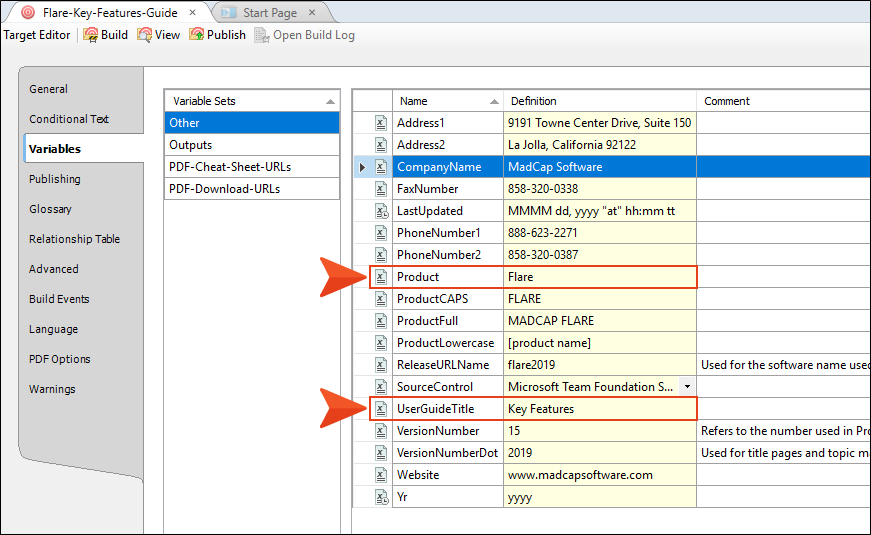 Flare-Key-Features-Guide
Start Page
Target Editor Build View Publish Open Build Log
General
Conditional Text
Variables
Publishing
Glossary
Relationship Table
Advanced
Build Events
Language
PDF Options
Warnings
Variable Sets
Other
Outputs
PDF-Cheat-Sheet-URLs
PDF-Download-URLs
Name Definition Comment
Address1 9191 Towne Center Drive, Suite 150
Address2 La Jolla, California 92122
CompanyName MadCap Software
FaxNumber 858-320-0338
LastUpdated MMMM dd, yyyy "at" hh:mm tt
PhoneNumber1 888-623-2271
PhoneNumber2 858-320-0387
Product Flare
ProductCAPS FLARE
ProductFull MADCAP FLARE
ProductLowercase [product name]
ReleaseURLName flare2019 Used for the software name used
SourceControl Microsoft Team Foundation S...
UserGuideTitle Key Features
VersionNumber 15 Refers to the number used in Pro
VersionNumberDot 2019 Used for title pages and topic m
Website www.madcapsoftware.com
Yr yyyy